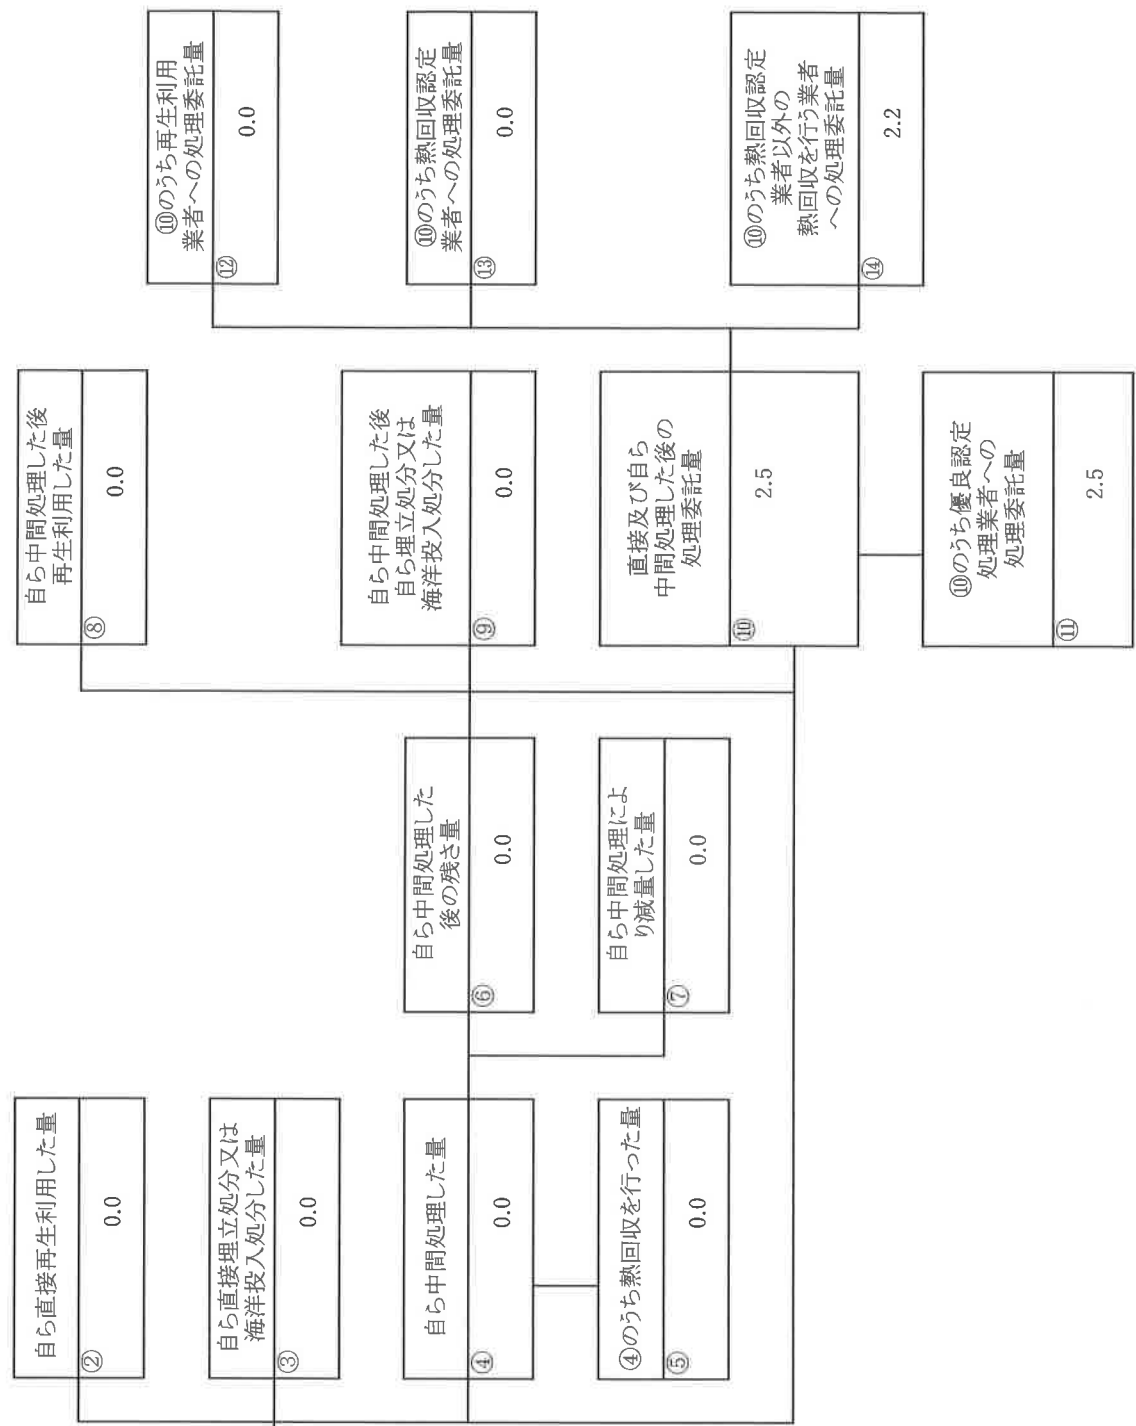 自ら直接再生利用した量
②
0.0
自ら直接埋立処分又は
海洋投入処分した量
③
0.0
自ら中間処理した量
④
0.0
④のうち熱回収を行った量
⑤
0.0
自ら中間処理した
後の残さ量
⑥
0.0
自ら中間処理によ
り減量した量
⑦
0.0
自ら中間処理した後
再生利用した量
⑧
0.0
自ら中間処理した後
自ら埋立処分又は
海洋投入処分した量
⑨
0.0
直接及び自ら
中間処理した後の
処理委託量
⑩
2.5
⑩のうち優良認定
処理業者への
処理委託量
⑪
2.5
⑩のうち再生利用
業者への処理委託量
⑫
0.0
⑩のうち熱回収認定
業者への処理委託量
⑬
0.0
⑩のうち熱回収認定
業者以外の
熱回収を行う業者
への処理委託量
⑭
2.2